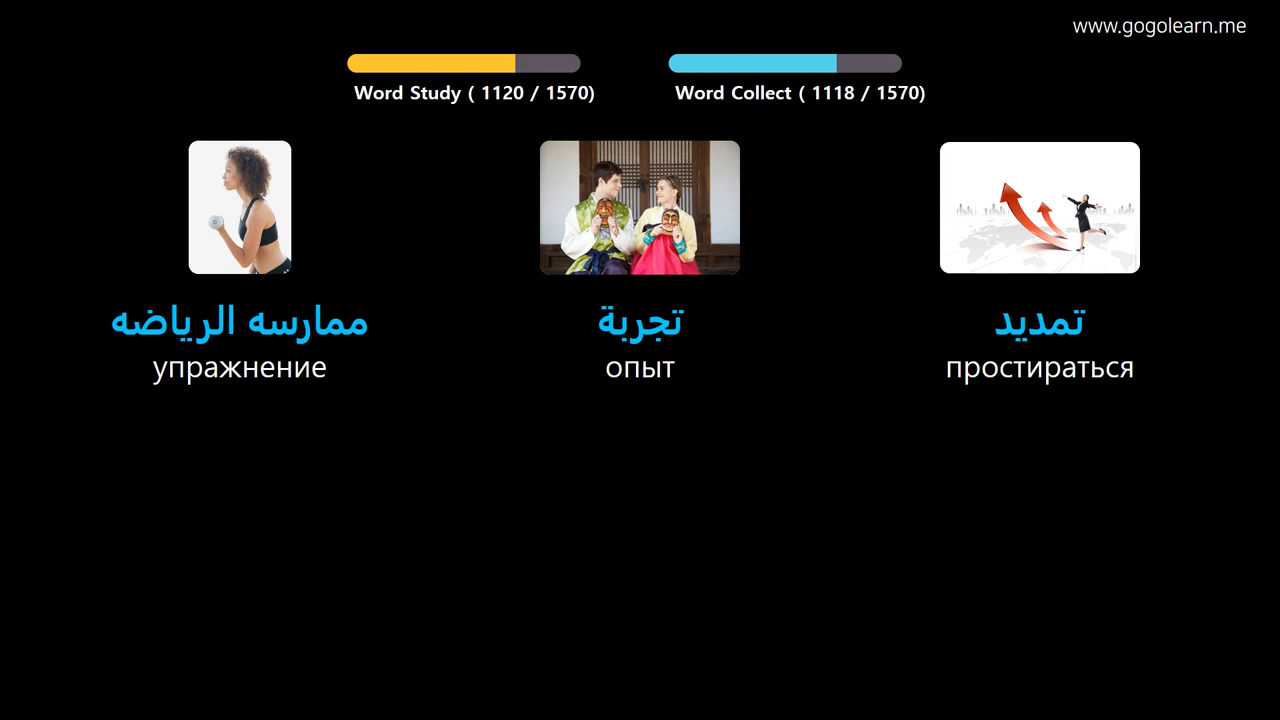 www.gogolearn.me
Word Study ( 1120 / 1570)
Word Collect ( 1118 / 1570)
ممارسه الرياضه
упражнение
تجربة
опыт
تمديد
простираться